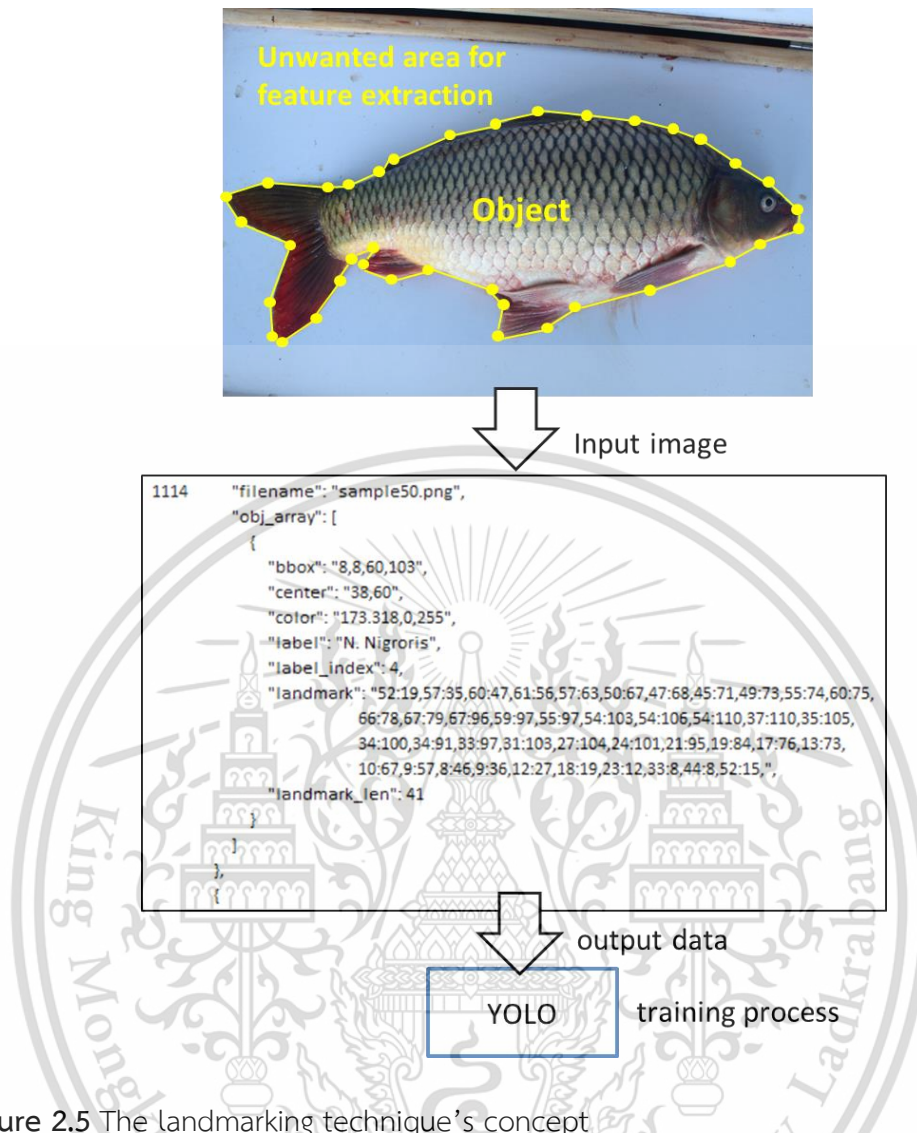 Unwanted area for
feature extraction
Object
Input image
1114 "filename": "sample50.png",
"obj_array": [
{
"bbox": "8,8,60,103",
"center": "38,60",
"color": "173.318,0,255",
"label": "N. Nigroris",
"label_index": 4,
"landmark": "52:19,57:35,60:47,61:56,57:63,50:67,47:68,45:71,49:73,55:74,60:75,
66:78,67:79,67:96,59:97,55:97,54:103,54:106,54:110,37:110,35:105,
34:100,34:91,33:97,31:103,27:104,24:101,21:95,19:84,17:76,13:73,
10:67,9:57,8:46,9:36,12:27,18:19,23:12,33:8,44:8,52:15,",
"landmark_len": 41
}
]
},
{
output data
YOLO
training process
King Mong
Ladkrabang
ure 2.5 The landmarking technique's concept